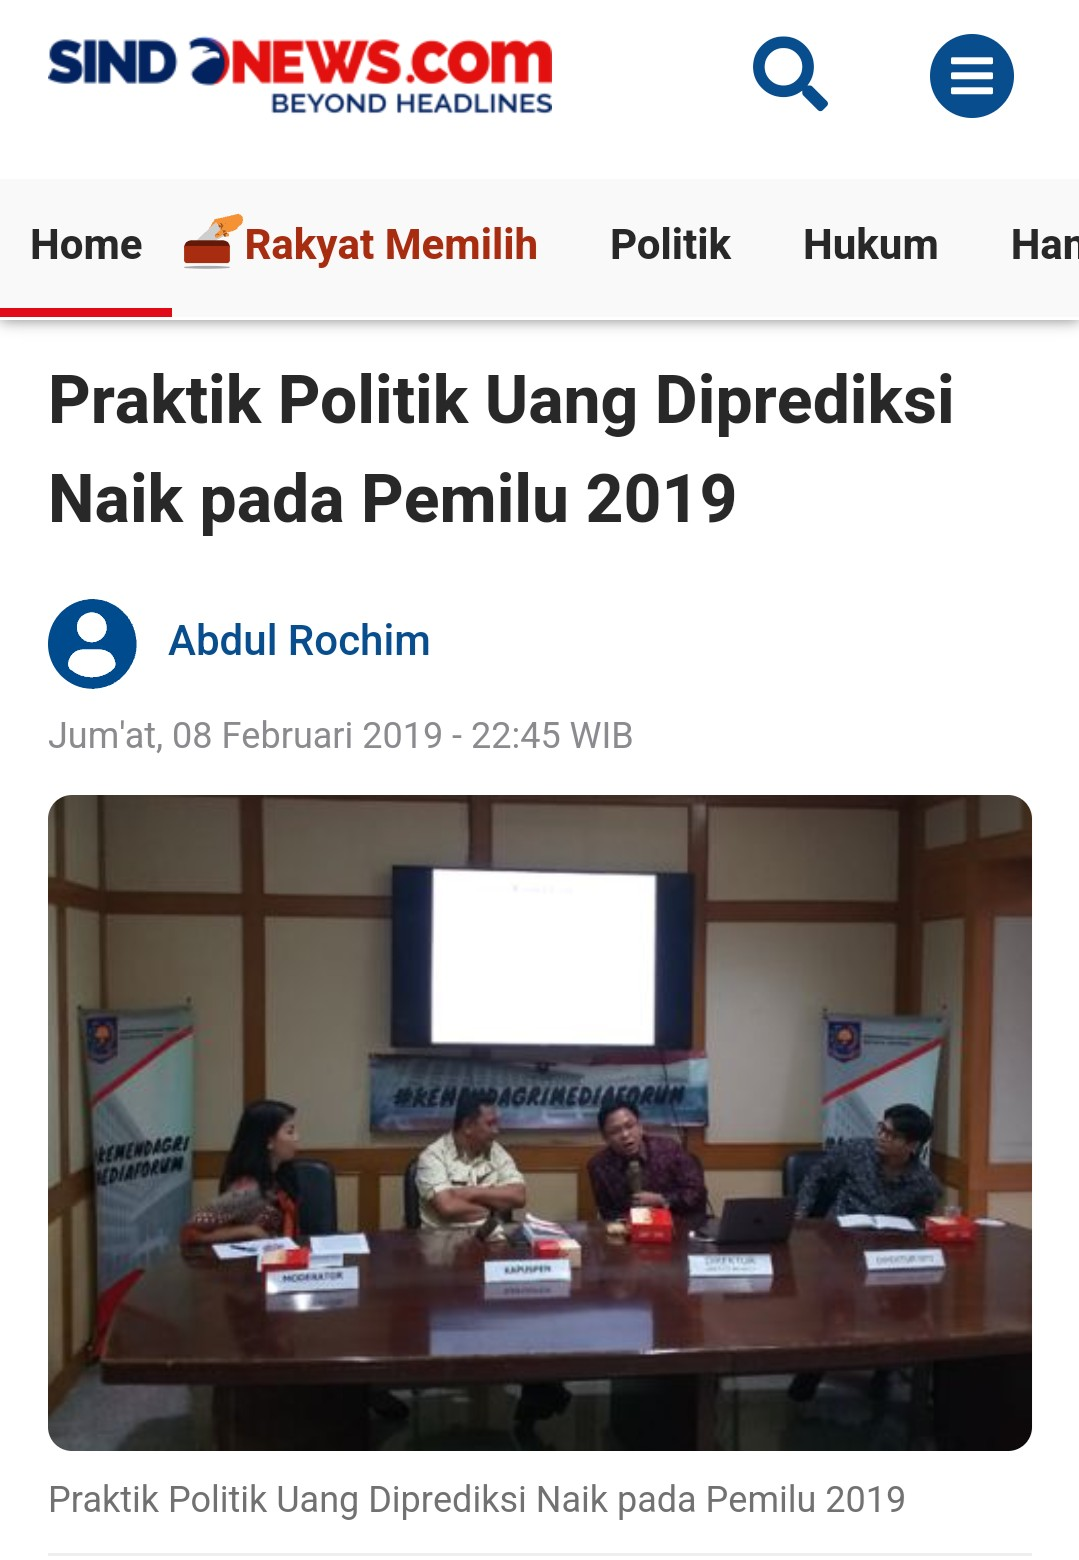 SINDONEWS.com
BEYOND HEADLINES
Home Rakyat Memilih Politik Hukum Han
Praktik Politik Uang Diprediksi
Naik pada Pemilu 2019
Abdul Rochim
Jum'at, 08 Februari 2019 - 22:45 WIB
#KEMENDAGRIMEDIAFORUM
KEMENDAGRI
MEDIAFORUM
MODERATOR
KAPUSPEN
DIREKTUR
Praktik Politik Uang Diprediksi Naik pada Pemilu 2019